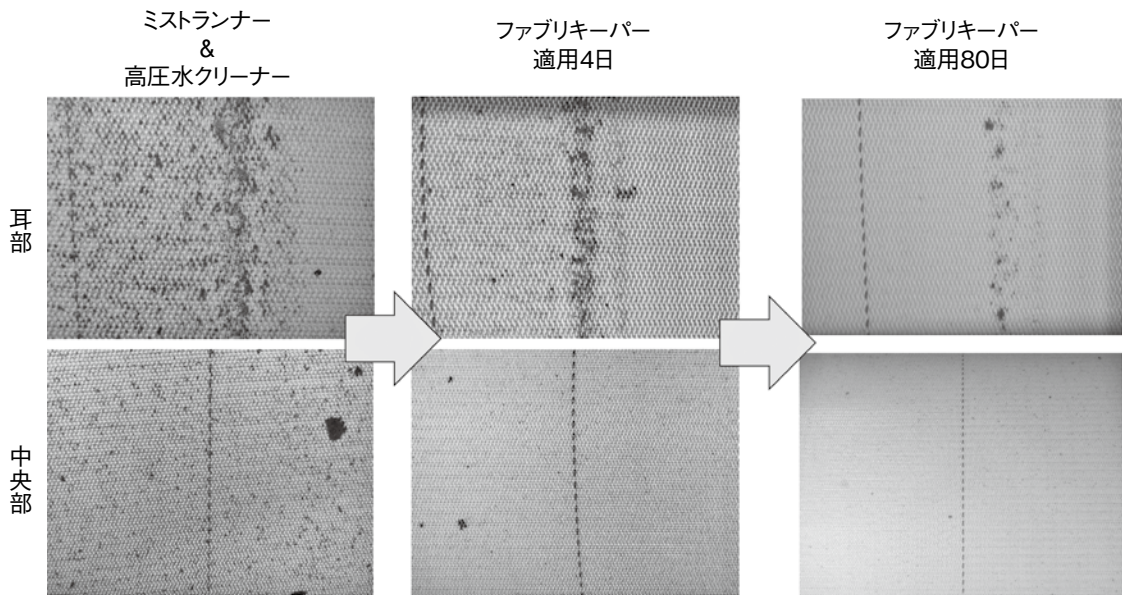 ミストランナー
&
高圧水クリーナー
ファブリキーパー
適用4日
ファブリキーパー
適用80日
耳部
中央部